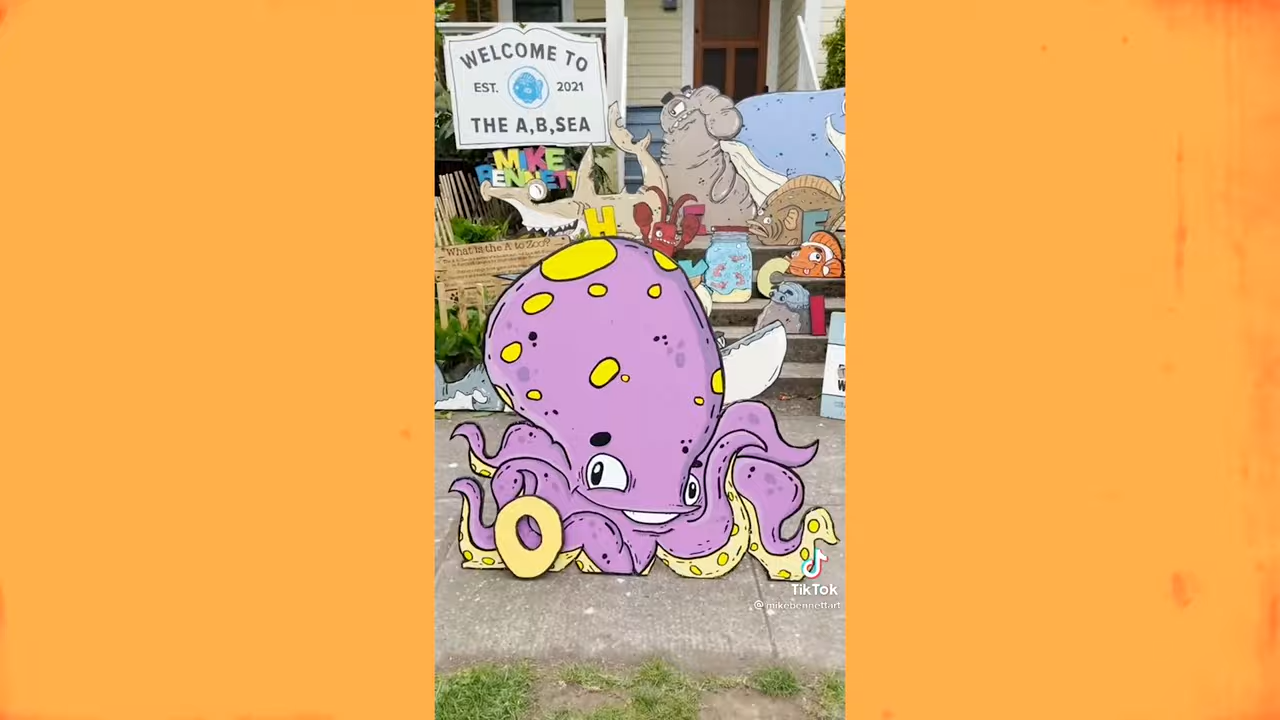 WELCOME TO
EST. 2021
THE A,B,SEA
MIKE
BENNETT
H
E
F
"What is the A to Zoo?"
C
I
O
TikTok
@mikebennettart